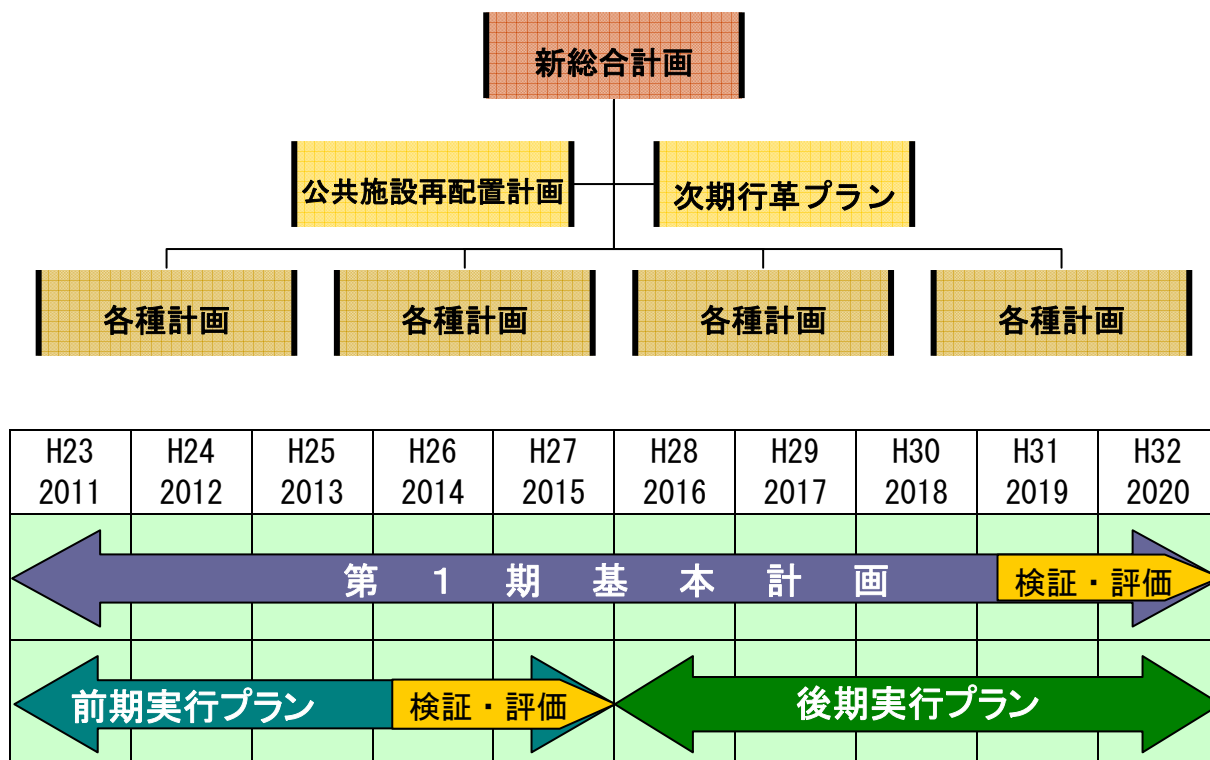 新総合計画
公共施設再配置計画
次期行革プラン
各種計画
各種計画
各種計画
各種計画
H23 H24 H25 H26 H27 H28 H29 H30 H31 H32
2011 2012 2013 2014 2015 2016 2017 2018 2019 2020
第1期基本計画
検証・評価
前期実行プラン
検証・評価
後期実行プラン